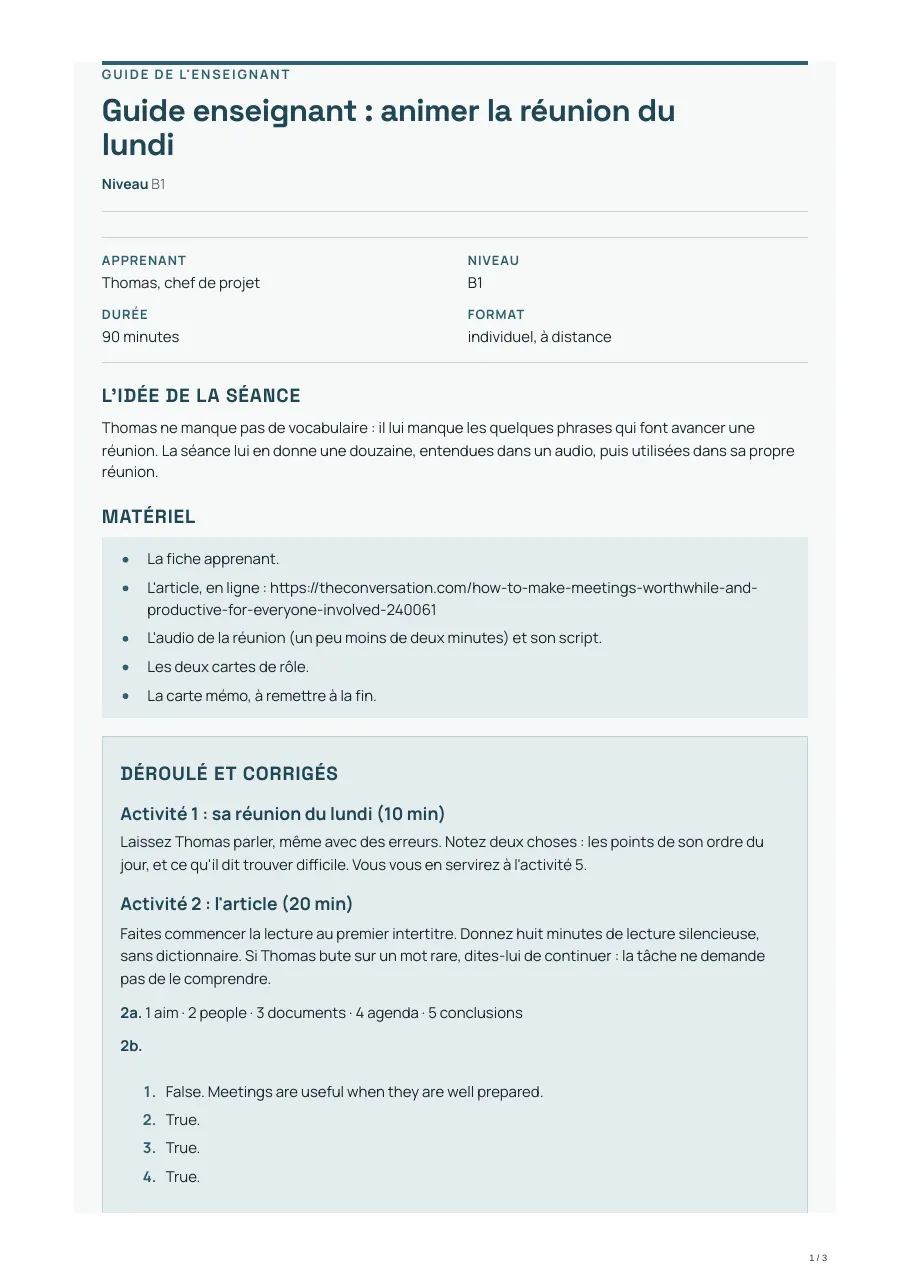 GUIDE DE L'ENSEIGNANT
Guide enseignant : animer la réunion du
lundi
Niveau B1
APPRENANT
Thomas, chef de projet
NIVEAU
B1
DURÉE
90 minutes
FORMAT
individuel, à distance
L’IDÉE DE LA SÉANCE
Thomas ne manque pas de vocabulaire : il lui manque les quelques phrases qui font avancer une
réunion. La séance lui en donne une douzaine, entendues dans un audio, puis utilisées dans sa propre
réunion.
MATÉRIEL
• La fiche apprenant.
• L'article, en ligne : https://theconversation.com/how-to-make-meetings-worthwhile-and-
productive-for-everyone-involved-240061
• L'audio de la réunion (un peu moins de deux minutes) et son script.
• Les deux cartes de rôle.
• La carte mémo, à remettre à la fin.
DÉROULÉ ET CORRIGÉS
Activité 1 : sa réunion du lundi (10 min)
Laissez Thomas parler, même avec des erreurs. Notez deux choses : les points de son ordre du
jour, et ce qu'il dit trouver difficile. Vous vous en servirez à l'activité 5.
Activité 2 : l'article (20 min)
Faites commencer la lecture au premier intertitre. Donnez huit minutes de lecture silencieuse,
sans dictionnaire. Si Thomas bute sur un mot rare, dites-lui de continuer : la tâche ne demande
pas de le comprendre.
2a. 1 aim · 2 people · 3 documents · 4 agenda · 5 conclusions
2b.
1. False. Meetings are useful when they are well prepared.
2. True.
3. True.
4. True.
1 / 3